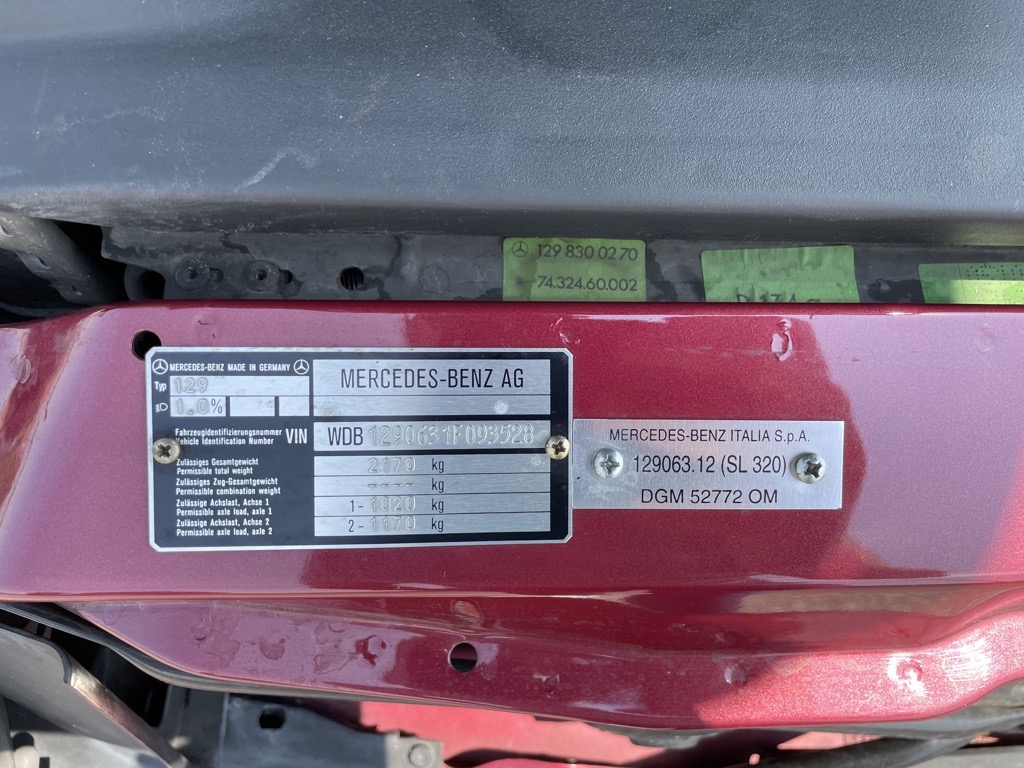 129 830 02 70
74.324.60.002
MERCEDES-BENZ MADE IN GERMANY
MERCEDES-BENZ AG
Typ 129
1.0%
Fahrzeugidentifizierungsnummer
Vehicle Identification Number VIN WDB 1290631F093528
Zulässiges Gesamtgewicht
Permissible total weight 2170 kg
Zulässiges Zug-Gesamtgewicht
Permissible combination weight ---- kg
Zulässige Achslast, Achse 1
Permissible axle load, axle 1 1- 1020 kg
Zulässige Achslast, Achse 2
Permissible axle load, axle 2 2- 1170 kg
MERCEDES-BENZ ITALIA S.p.A.
129063.12 (SL 320)
DGM 52772 OM